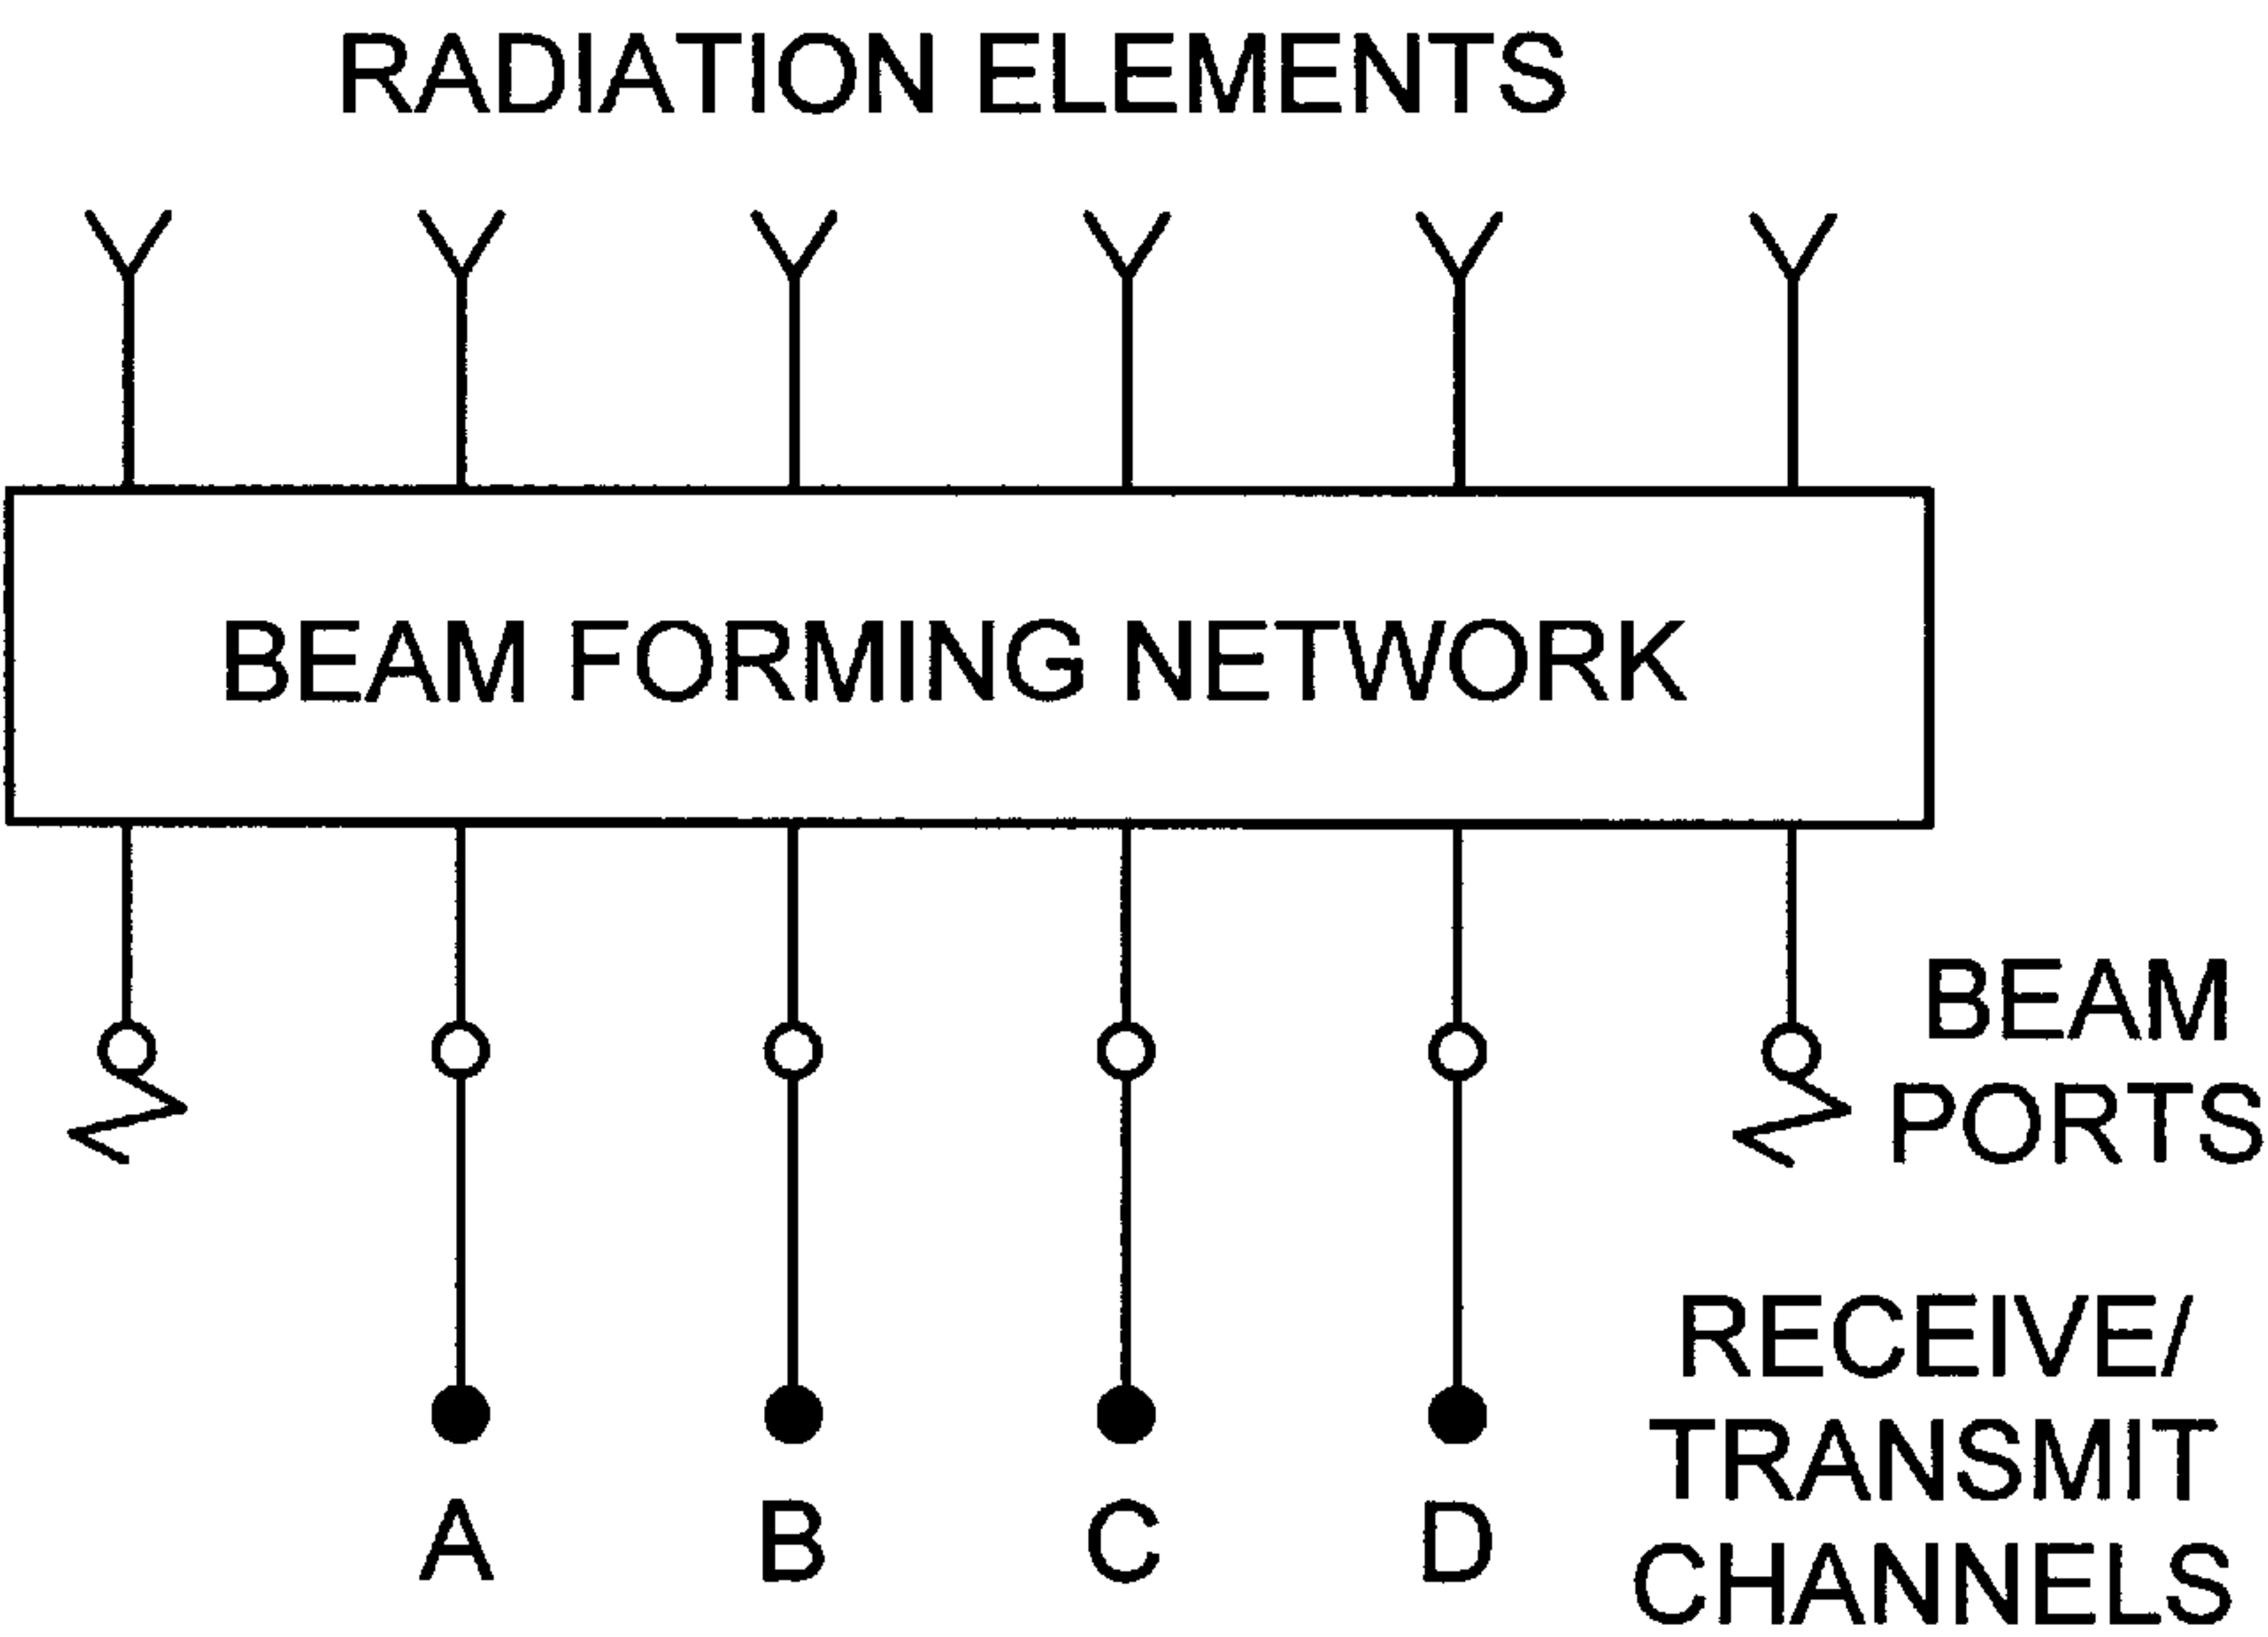 RADIATION ELEMENTS
BEAM FORMING NETWORK
BEAM
PORTS
RECEIVE/
TRANSMIT
CHANNELS
A B C D